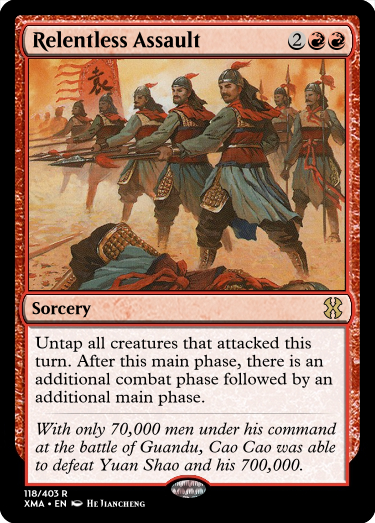 Relentless Assault 2
袁
Sorcery
Untap all creatures that attacked this
turn. After this main phase, there is an
additional combat phase followed by an
additional main phase.
With only 70,000 men under his command
at the battle of Guandu, Cao Cao was able
to defeat Yuan Shao and his 700,000.
118/403 R
XMA • EN HE JIANCHENG